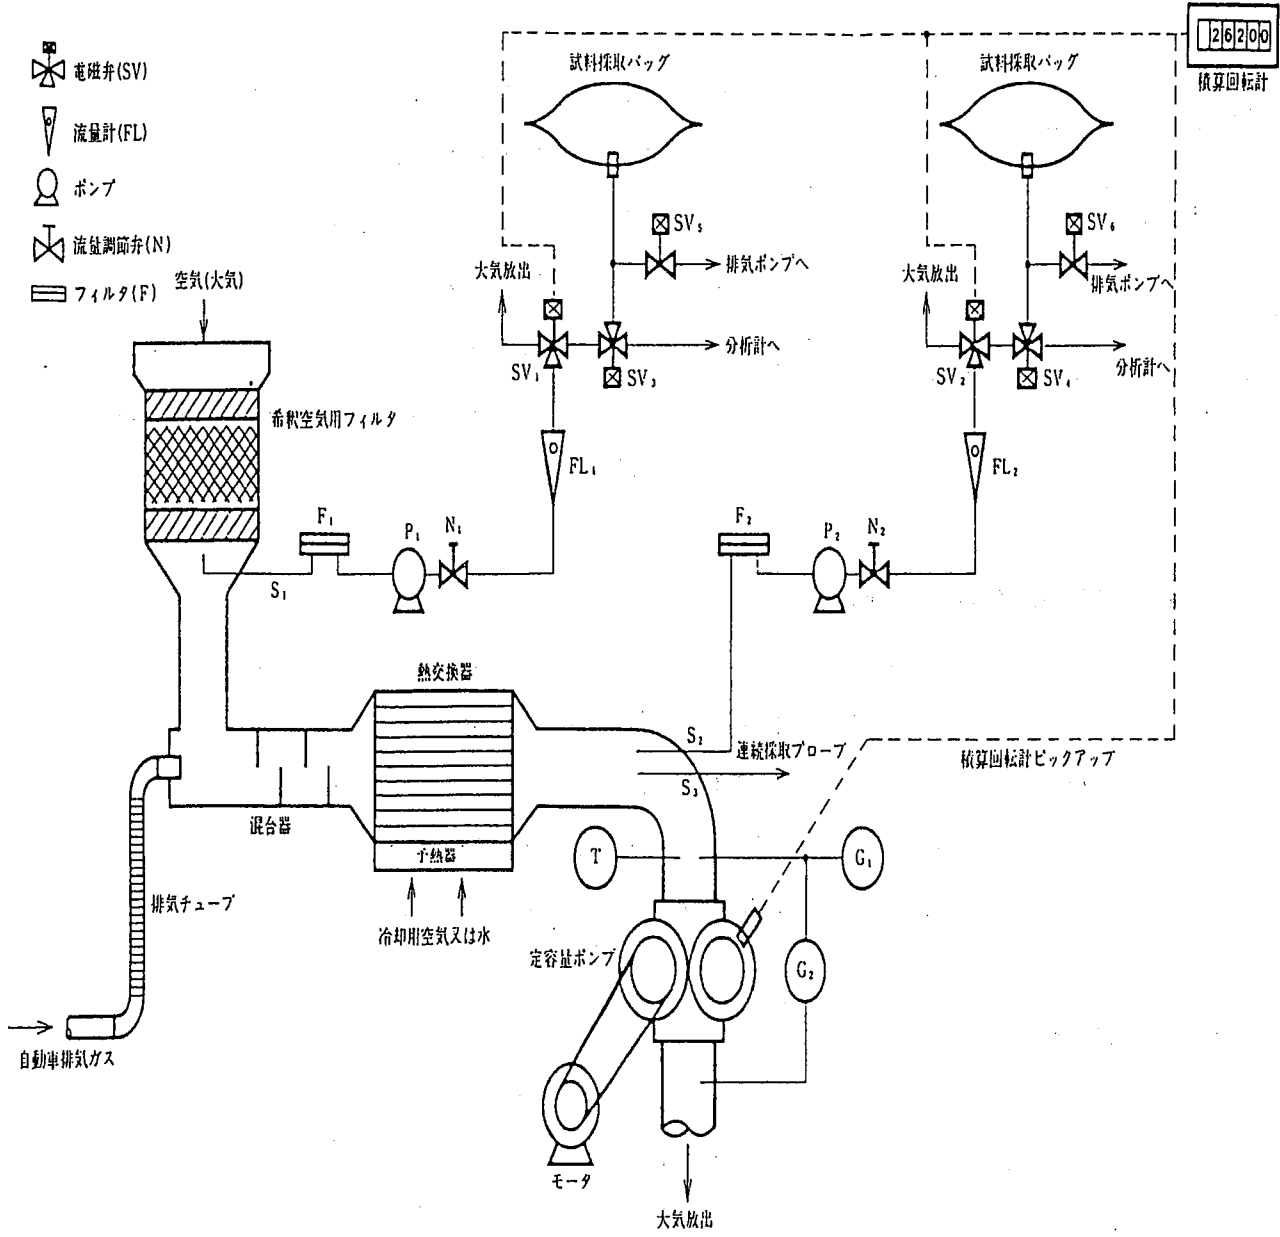 26200
積算回転計
電磁弁(SV)
流量計(FL)
ポンプ
流量調節弁(N)
フィルタ(F)
空気(大気)
試料採取バッグ
試料採取バッグ
SV₅
SV₆
排気ポンプへ
排気ポンプへ
大気放出
大気放出
分析計へ
分析計へ
SV₁
SV₃
SV₂
SV₄
希釈空気用フィルタ
FL₁
FL₂
F₁
P₁
N₁
F₂
P₂
N₂
S₁
熱交換器
S₂
連続採取プローブ
S₃
積算回転計ピックアップ
混合器
予熱器
T
G₁
排気チューブ
冷却用空気又は水
定容量ポンプ
G₂
自動車排気ガス
モータ
大気放出